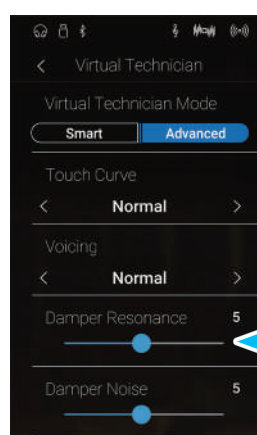 Virtual Technician
Virtual Technician Mode
Smart Advanced
Touch Curve
< Normal >
Voicing
< Normal >
Damper Resonance 5
Damper Noise 5